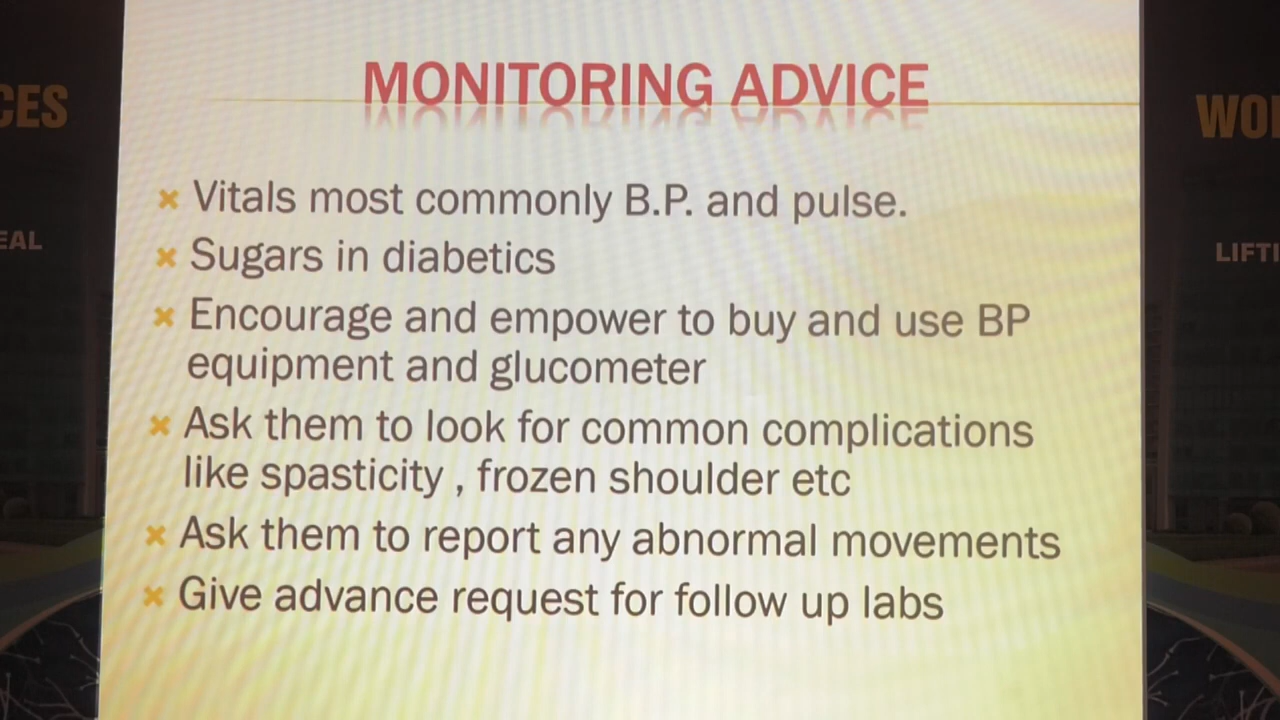 MONITORING ADVICE
CES
WOR
EAL
LIFTI
Vitals most commonly B.P. and pulse.
Sugars in diabetics
Encourage and empower to buy and use BP
equipment and glucometer
Ask them to look for common complications
like spasticity , frozen shoulder etc
Ask them to report any abnormal movements
Give advance request for follow up labs